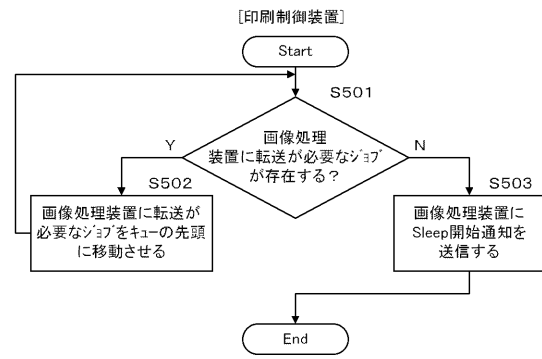 [印刷制御装置]
Start
S501
画像処理
装置に転送が必要なジョブ
が存在する?
Y
N
S502
画像処理装置に転送が
必要なジョブをキューの先頭
に移動させる
S503
画像処理装置に
Sleep開始通知を
送信する
End